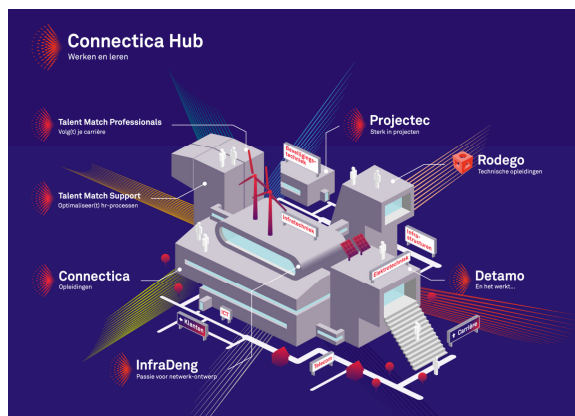 Connectica Hub
Werken en leren
Talent Match Professionals
Volg(t) je carrière
Projectec
Sterk in projecten
Beveiligings-
techniek
Rodego
Technische opleidingen
Talent Match Support
Optimaliseer(t) hr-processen
Infratechniek
Infra-
structuren
Connectica
Opleidingen
Elektrotechniek
Detamo
En het werkt...
ICT
Klanten
Carrière
InfraDeng
Passie voor netwerk-ontwerp
Telecom